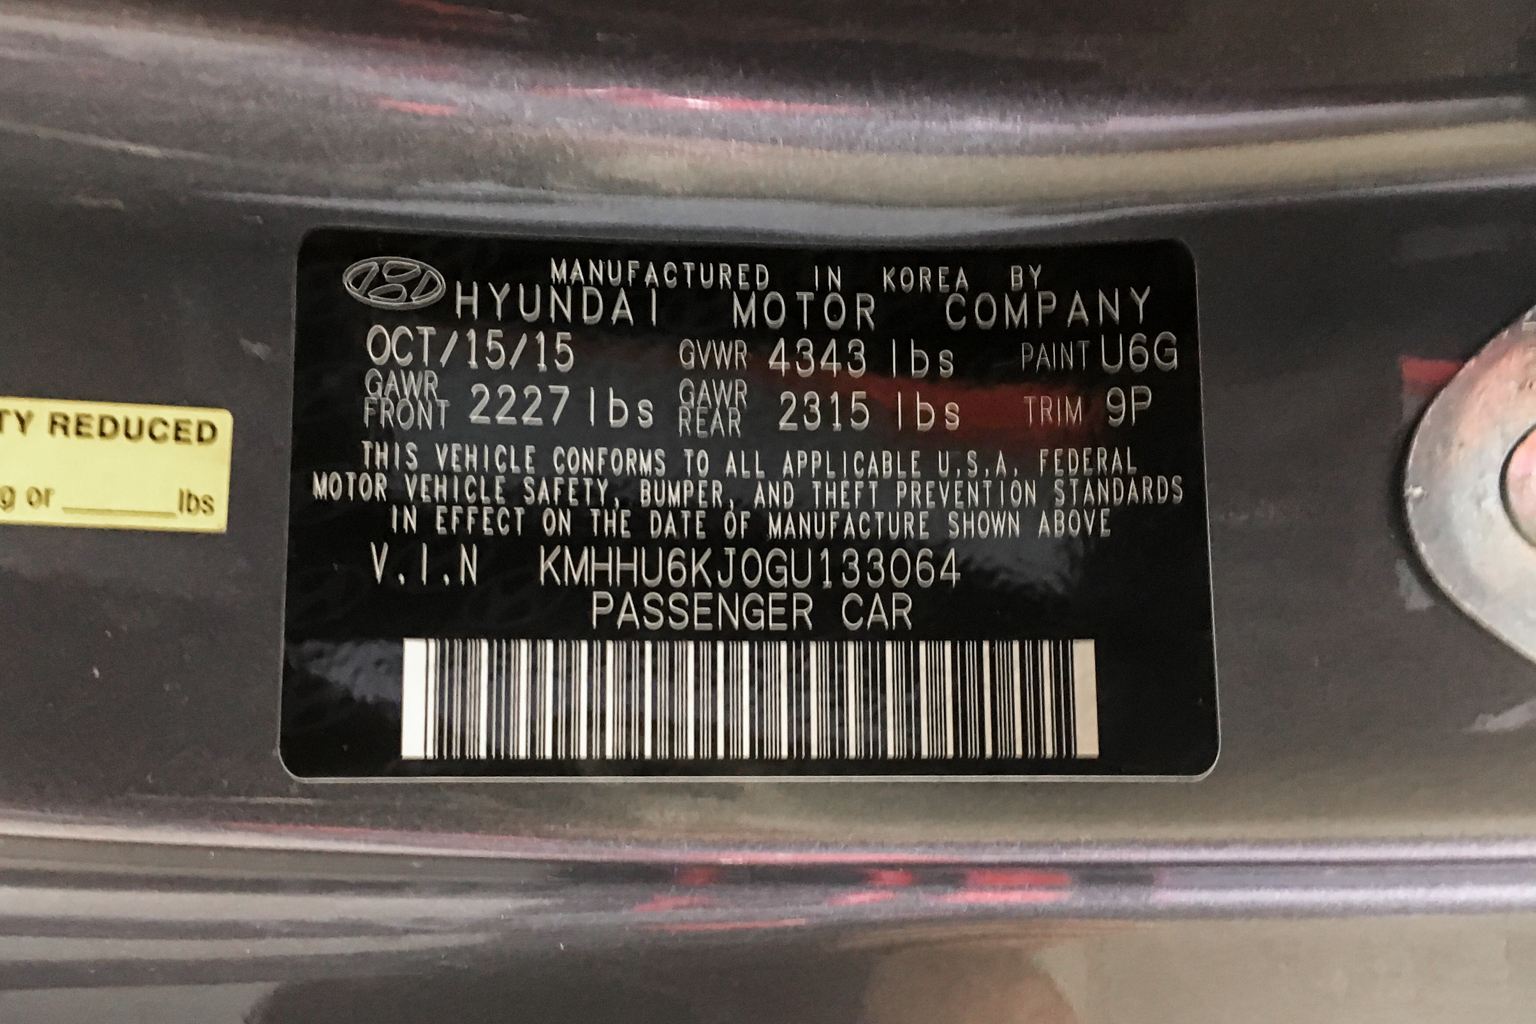 MANUFACTURED IN KOREA BY
HYUNDAI MOTOR COMPANY
OCT/15/15 GVWR 4343 lbs PAINT U6G
GAWR FRONT 2227 lbs GAWR REAR 2315 lbs TRIM 9P
THIS VEHICLE CONFORMS TO ALL APPLICABLE U.S.A. FEDERAL
MOTOR VEHICLE SAFETY, BUMPER, AND THEFT PREVENTION STANDARDS
IN EFFECT ON THE DATE OF MANUFACTURE SHOWN ABOVE
V.I.N KMHHU6KJ0GU133064
PASSENGER CAR
TY REDUCED
g or ________lbs